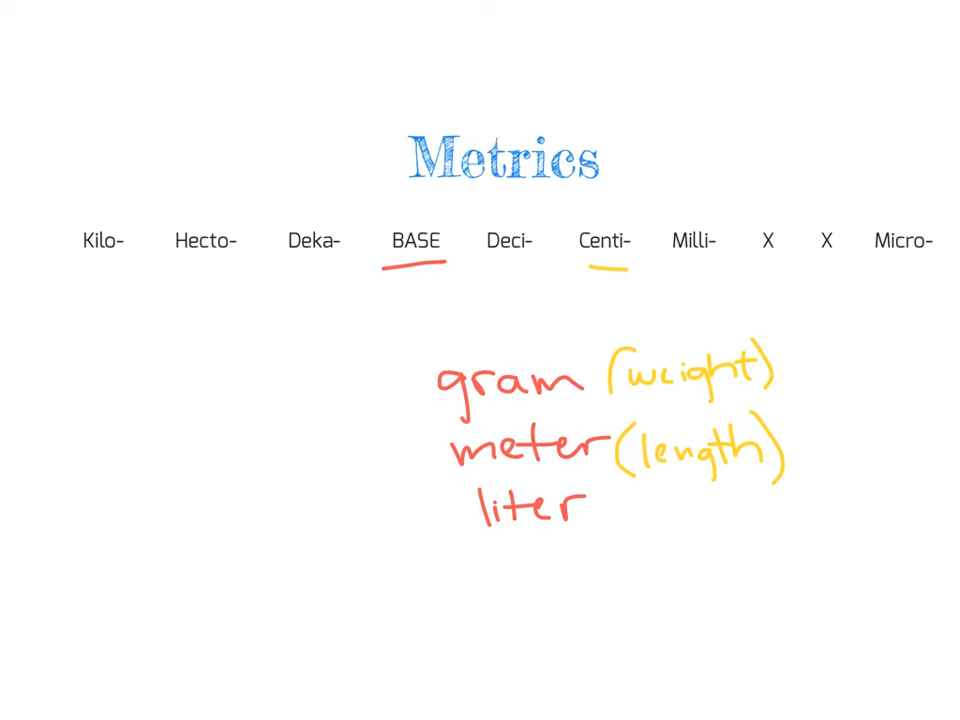 Metrics
Kilo- Hecto- Deka- BASE Deci- Centi- Milli- X X Micro-
gram (weight)
meter (length)
liter